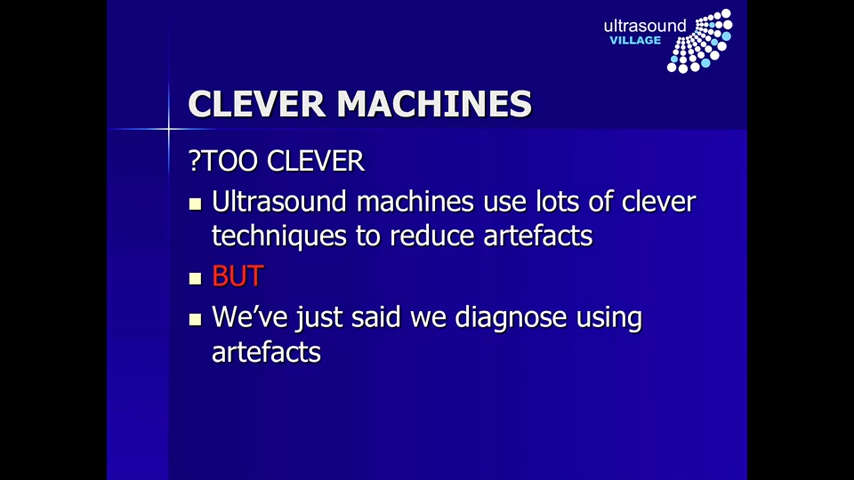 ultrasound
VILLAGE
CLEVER MACHINES
?TOO CLEVER
Ultrasound machines use lots of clever
techniques to reduce artefacts
BUT
We've just said we diagnose using
artefacts